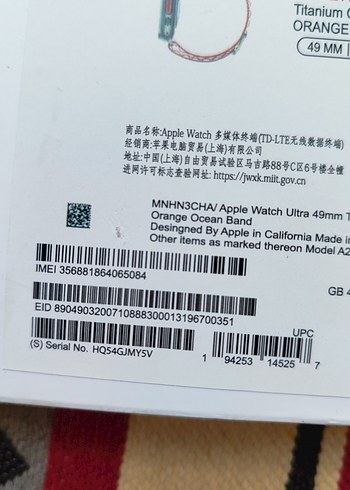 Titanium
ORANGE
49 MM
商品名称:Apple Watch 多媒体终端(TD-LTE无线数据终端)
经销商:苹果电脑贸易(上海)有限公司
地址:中国(上海)自由贸易试验区马吉路88号C区6号楼全幢
进网许可标志查验网址: https://jwxk.miit.gov.cn
MNHN3CHA/ Apple Watch Ultra 49mm T
Orange Ocean Band
Desingned By Apple in California Made in
Other items as marked thereon Model A2
IMEI 356881864065084
GB 4
EID 8904903200710888300013196700351
UPC
(S) Serial No. HQ54GJMY5V
1 94253 14525 7